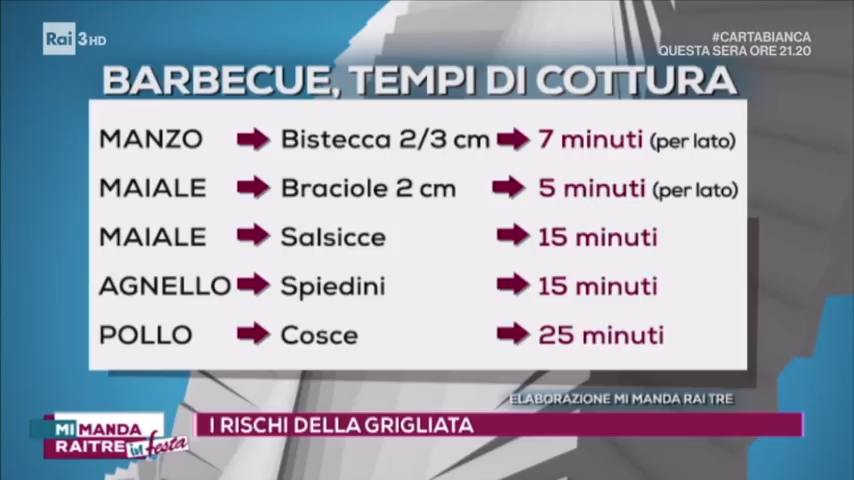 Rai 3HD
#CARTABIANCA
QUESTA SERA ORE 21.20
BARBECUE, TEMPI DI COTTURA
MANZO Bistecca 2/3 cm 7 minuti (per lato)
MAIALE Braciole 2 cm 5 minuti (per lato)
MAIALE Salsicce 15 minuti
AGNELLO Spiedini 15 minuti
POLLO Cosce 25 minuti
ELABORAZIONE MI MANDA RAI TRE
I RISCHI DELLA GRIGLIATA
MI MANDA
RAITRE in festa